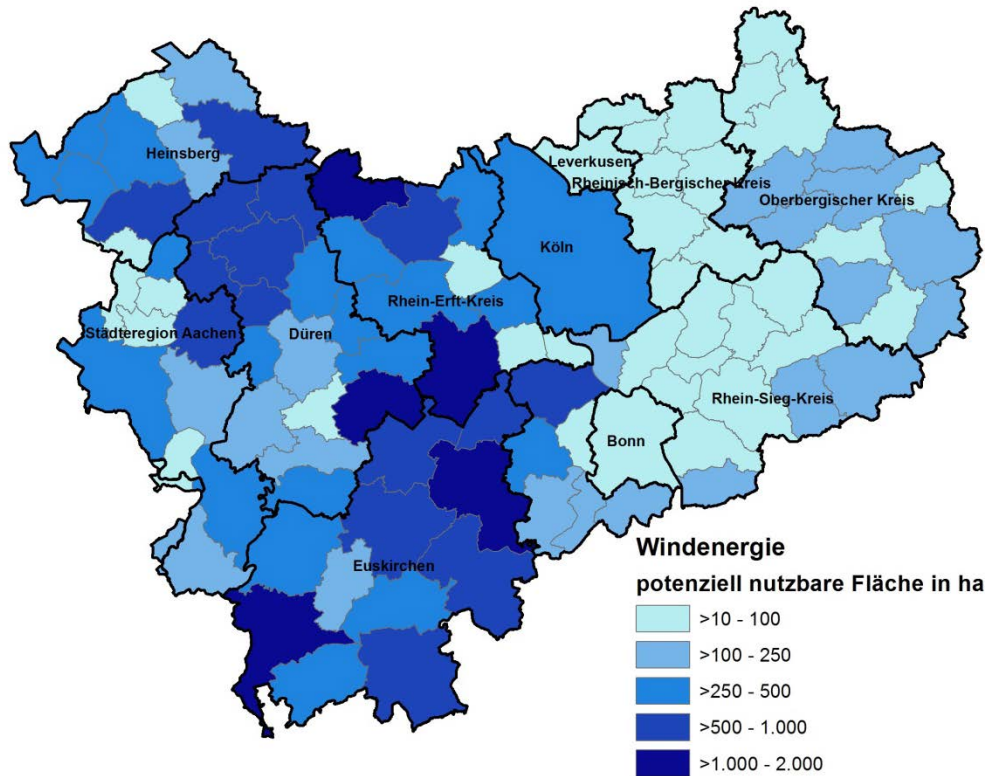 Heinsberg
Leverkusen
Rheinisch-Bergischer Kreis
Oberbergischer Kreis
Köln
Rhein-Erft-Kreis
Städteregion Aachen
Düren
Rhein-Sieg-Kreis
Bonn
Euskirchen
Windenergie
potenziell nutzbare Fläche in ha
>10 - 100
>100 - 250
>250 - 500
>500 - 1.000
>1.000 - 2.000